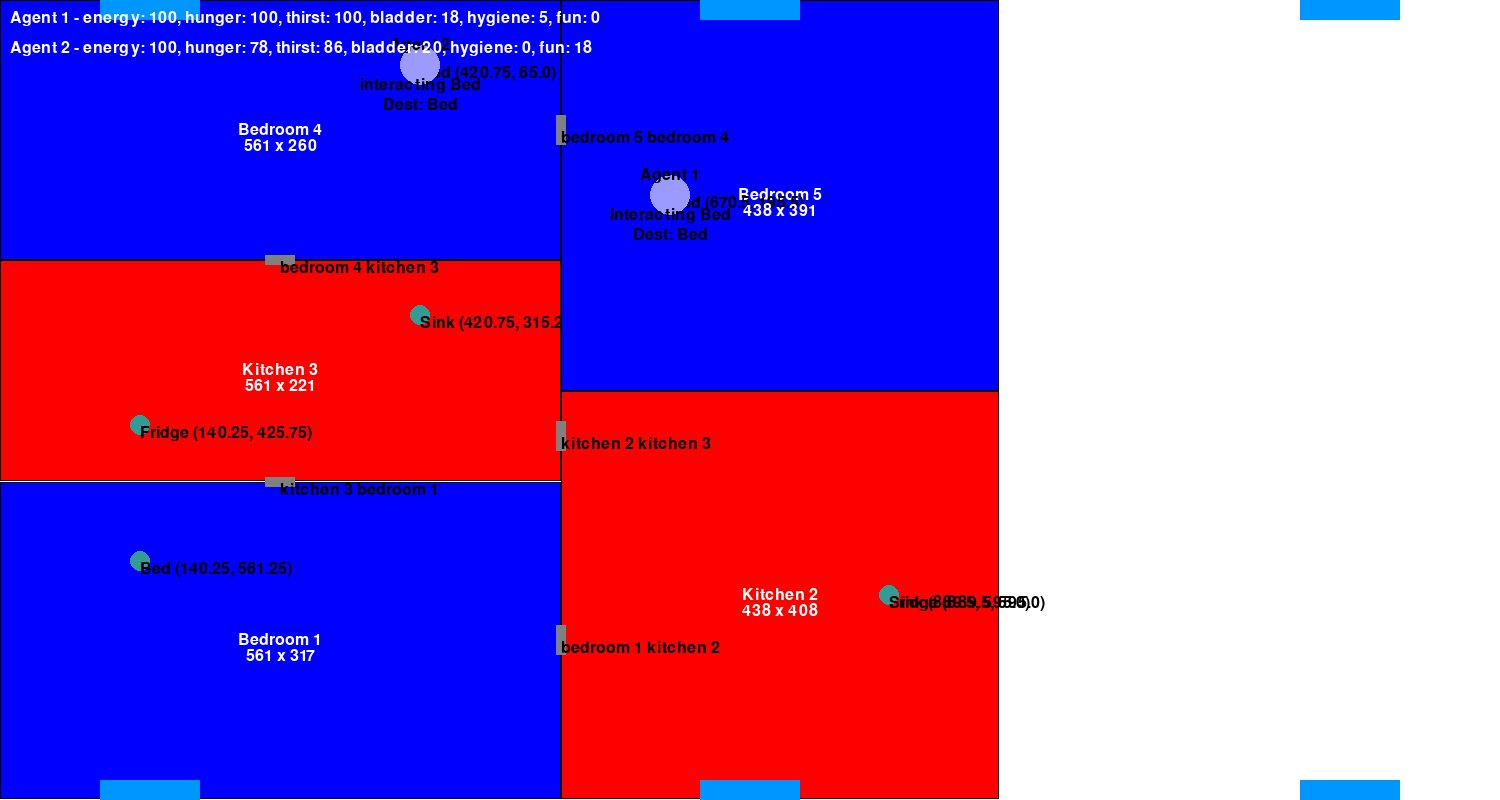 Agent 1 - energy: 100, hunger: 100, thirst: 100, bladder: 18, hygiene: 5, fun: 0
Agent 2 - energy: 100, hunger: 78, thirst: 86, bladder: 20, hygiene: 0, fun: 18
(420.75, 65.0)
interacting Bed
Dest: Bed
Bedroom 4
561 x 260
bedroom 5 bedroom 4
Agent 1
Bedroom 5
438 x 391
interacting Bed
Dest: Bed
bedroom 4 kitchen 3
Sink (420.75, 315.2
Kitchen 3
561 x 221
Fridge (140.25, 425.75)
kitchen 2 kitchen 3
kitchen 3 bedroom 1
Bed (140.25, 561.25)
Kitchen 2
438 x 408
Bedroom 1
561 x 317
bedroom 1 kitchen 2